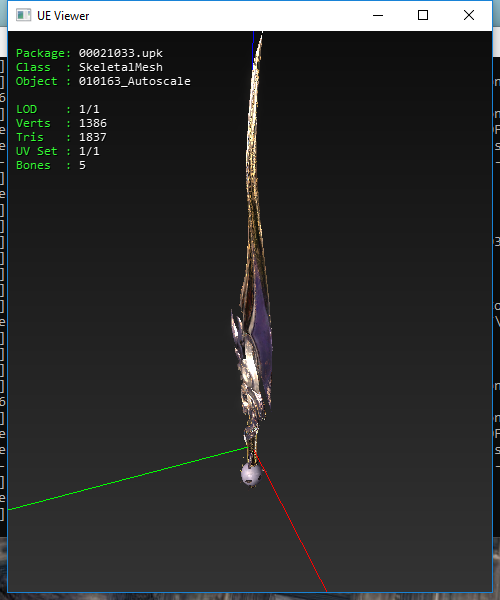 UE Viewer
Package: 00021033.upk
Class : SkeletalMesh
Object : 010163_Autoscale
LOD : 1/1
Verts : 1386
Tris : 1837
UV Set : 1/1
Bones : 5